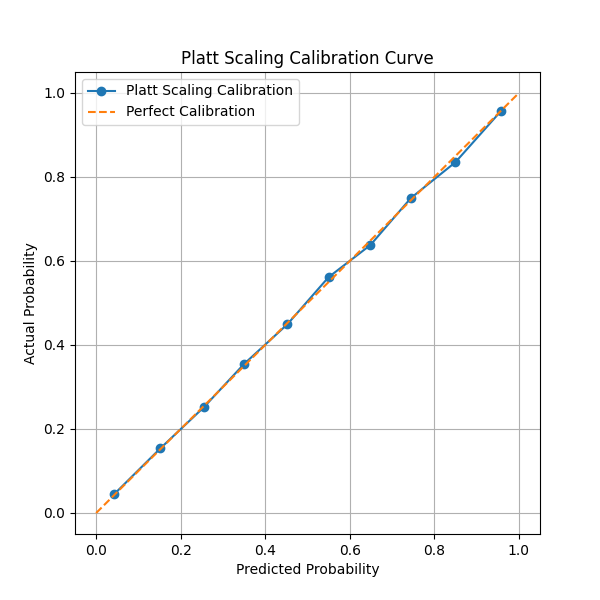 Platt Scaling Calibration Curve
Platt Scaling Calibration
Perfect Calibration
1.0
0.8
0.6
0.4
0.2
0.0
Actual Probability
0.0 0.2 0.4 0.6 0.8 1.0
Predicted Probability